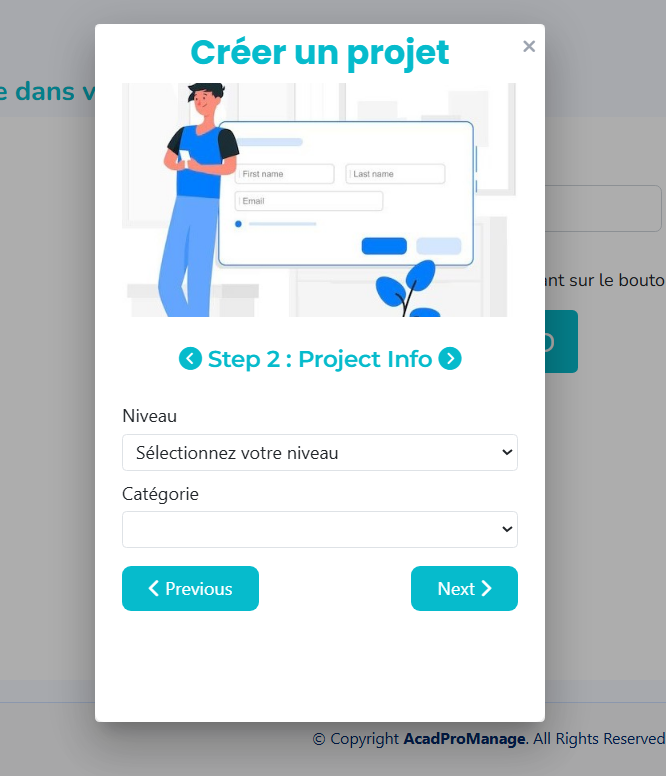 Créer un projet
×
e dans v
First name
Last name
Email
ant sur le bouto
Step 2 : Project Info
Niveau
Sélectionnez votre niveau
Catégorie
Previous
Next
© Copyright AcadProManage. All Rights Reserved